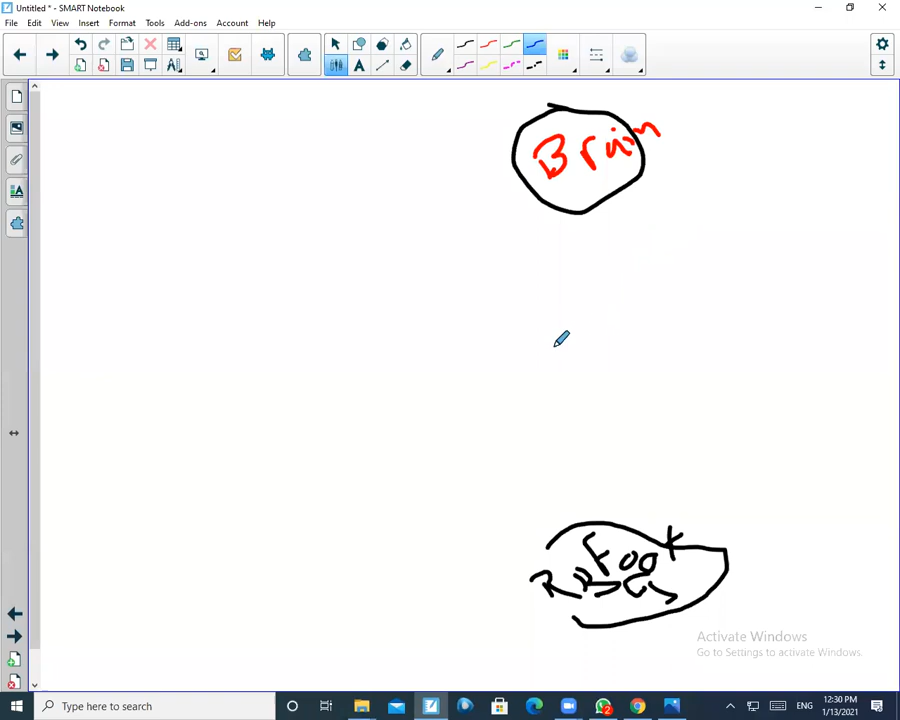 Untitled * - SMART Notebook
File Edit View Insert Format Tools Add-ons Account Help
Brain
Foot
Activate Windows
Go to Settings to activate Windows.
Type here to search
2
ENG
12:30 PM
1/13/2021